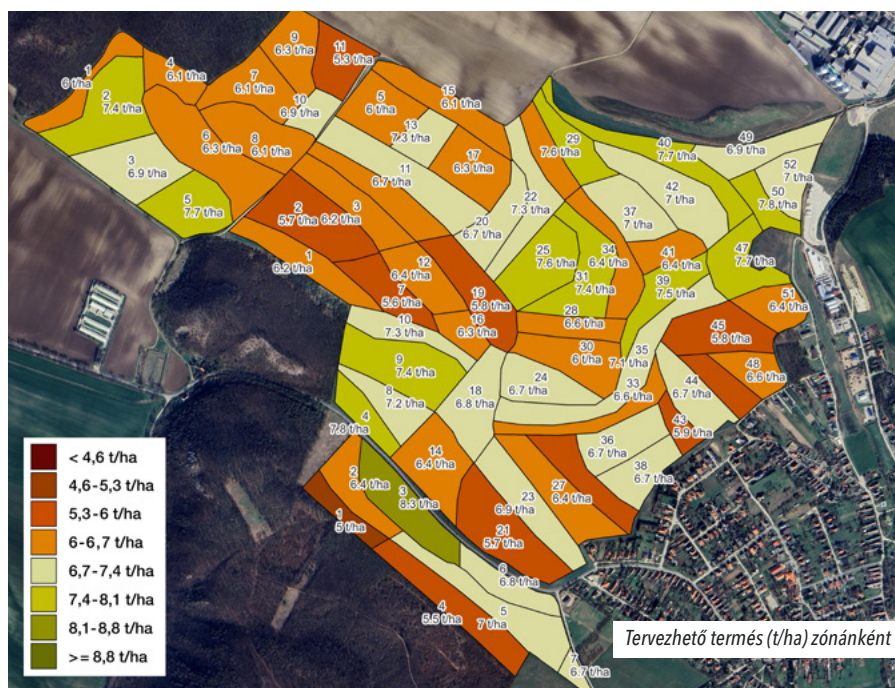 1
6 t/ha
2
7.4 t/ha
3
6.9 t/ha
4
6.1 t/ha
5
7.7 t/ha
6
6.3 t/ha
7
6.1 t/ha
8
6.1 t/ha
9
6.3 t/ha
10
6.9 t/ha
11
5.3 t/ha
1
6.2 t/ha
2
5.7 t/ha
3
6.2 t/ha
5
6 t/ha
13
7.3 t/ha
15
6.1 t/ha
17
6.3 t/ha
11
6.7 t/ha
12
6.4 t/ha
7
5.6 t/ha
10
7.3 t/ha
9
7.4 t/ha
8
7.2 t/ha
4
7.8 t/ha
16
6.3 t/ha
19
5.8 t/ha
20
6.7 t/ha
22
7.3 t/ha
25
7.6 t/ha
29
7.6 t/ha
40
7.7 t/ha
49
6.9 t/ha
52
7 t/ha
50
7.8 t/ha
42
7 t/ha
37
7 t/ha
34
6.4 t/ha
31
7.4 t/ha
41
6.4 t/ha
39
7.5 t/ha
47
7.7 t/ha
51
6.4 t/ha
28
6.6 t/ha
30
6 t/ha
35
7.1 t/ha
45
5.8 t/ha
48
6.6 t/ha
44
6.7 t/ha
33
6.6 t/ha
43
5.9 t/ha
24
6.7 t/ha
18
6.8 t/ha
36
6.7 t/ha
38
6.7 t/ha
14
6.4 t/ha
27
6.4 t/ha
23
6.9 t/ha
21
5.7 t/ha
2
6.4 t/ha
3
8.3 t/ha
1
5 t/ha
6
6.8 t/ha
4
5.5 t/ha
5
7 t/ha
7
6.7 t/ha
< 4,6 t/ha
4,6-5,3 t/ha
5,3-6 t/ha
6-6,7 t/ha
6,7-7,4 t/ha
7,4-8,1 t/ha
8,1-8,8 t/ha
>= 8,8 t/ha
Tervezhető termés (t/ha) zónánként